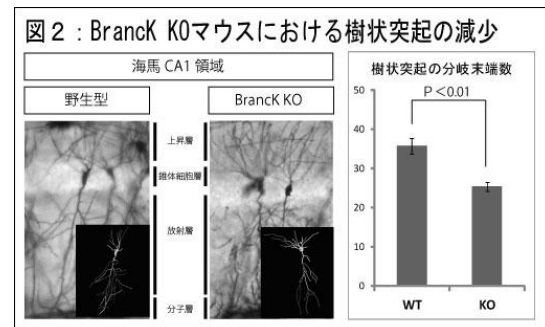 図２：BrancK KOマウスにおける樹状突起の減少
海馬 CA1 領域
野生型
BrancK KO
上昇層
錐体細胞層
放射層
分子層
樹状突起の分岐末端数
P＜0.01
50
40
30
20
10
0
WT
KO